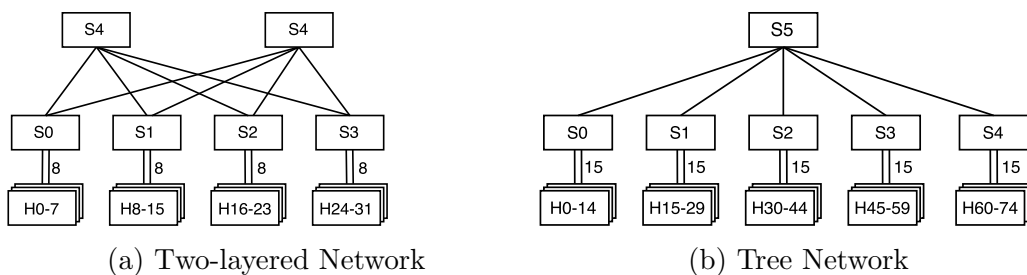 S4 S4 S5
S0 S1 S2 S3 S0 S1 S2 S3 S4
8 8 8 8 15 15 15 15 15
H0-7 H8-15 H16-23 H24-31 H0-14 H15-29 H30-44 H45-59 H60-74
(a) Two-layered Network (b) Tree Network